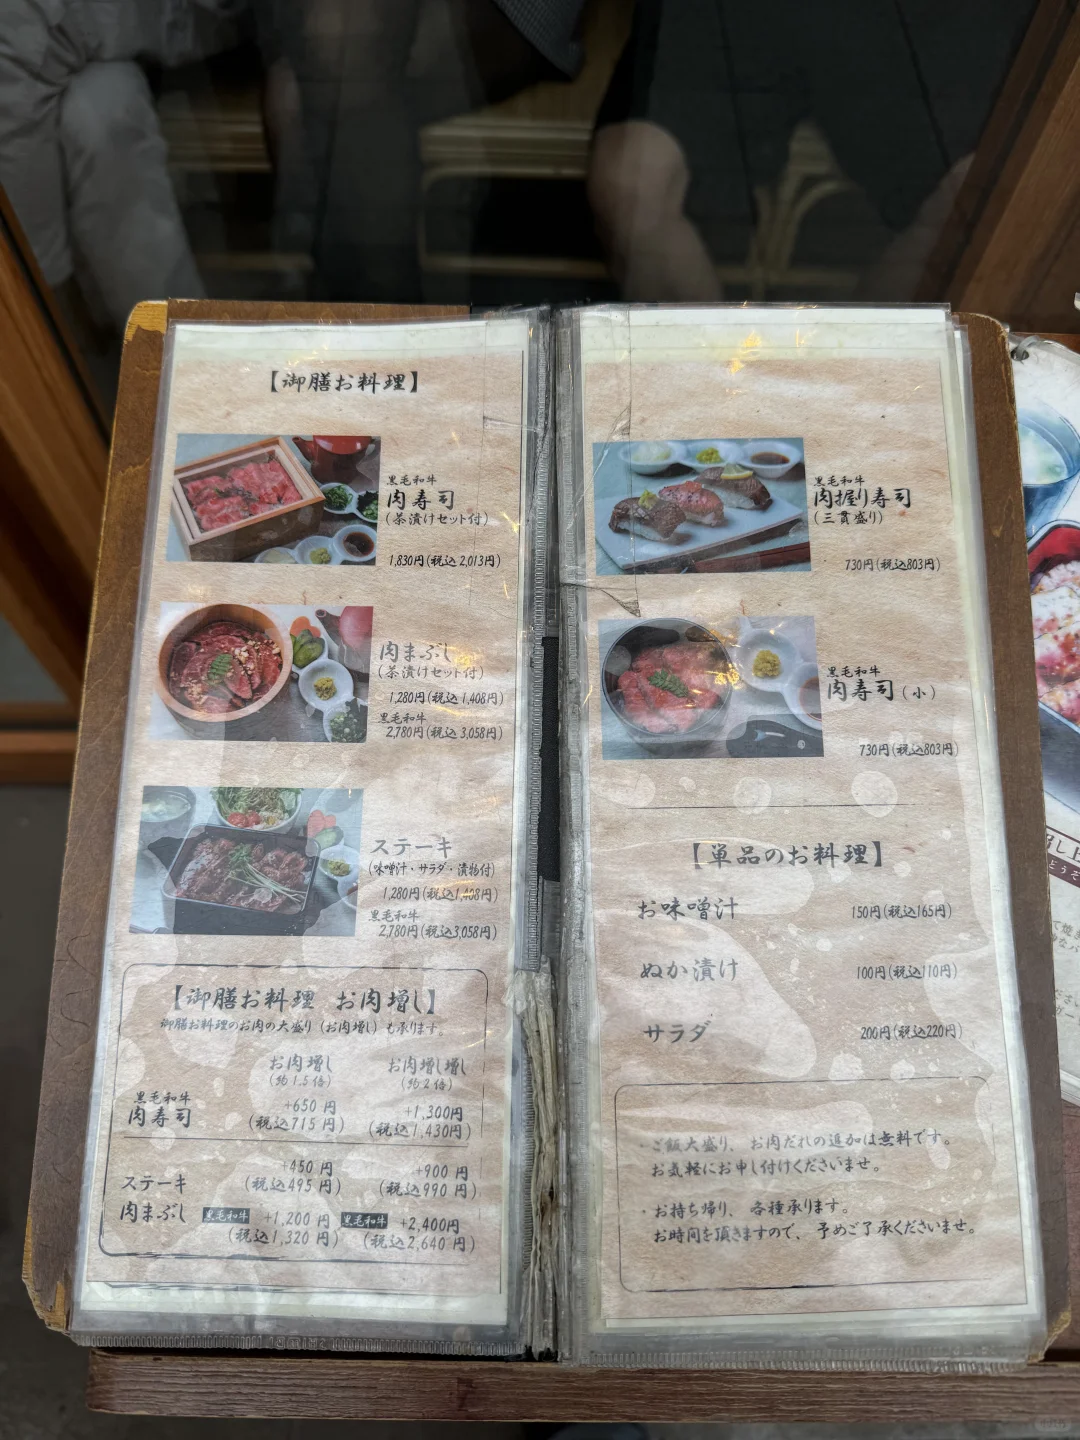 【御膳お料理】
黒毛和牛
肉寿司
(茶漬けセット付)
1,830円(税込2,013円)
肉まぶし
(茶漬けセット付)
1,280円(税込1,408円)
黒毛和牛
2,780円(税込3,058円)
ステーキ
(味噌汁・サラダ・漬物付)
1,280円(税込1,408円)
黒毛和牛
2,780円(税込3,058円)
【御膳お料理 お肉増し】
御膳お料理のお肉の大盛り(お肉増し)も承ります。
お肉増し お肉増し増し
(約1.5倍) (約2倍)
黒毛和牛
肉寿司
+650円 +1,300円
(税込715円) (税込1,430円)
+450円 +900円
ステーキ (税込495円) (税込990円)
肉まぶし 黒毛和牛 +1,200円 黒毛和牛 +2,400円
(税込1,320円) (税込2,640円)
黒毛和牛
肉握り寿司
(三貫盛り)
730円(税込803円)
黒毛和牛
肉寿司(小)
730円(税込803円)
【単品のお料理】
お味噌汁 150円(税込165円)
ぬか漬け 100円(税込110円)
サラダ 200円(税込220円)
・ご飯大盛り、お肉だれの追加は無料です。
お気軽にお申し付けくださいませ。
・お持ち帰り、各種承ります。
お時間を頂きますので、予めご了承くださいませ。